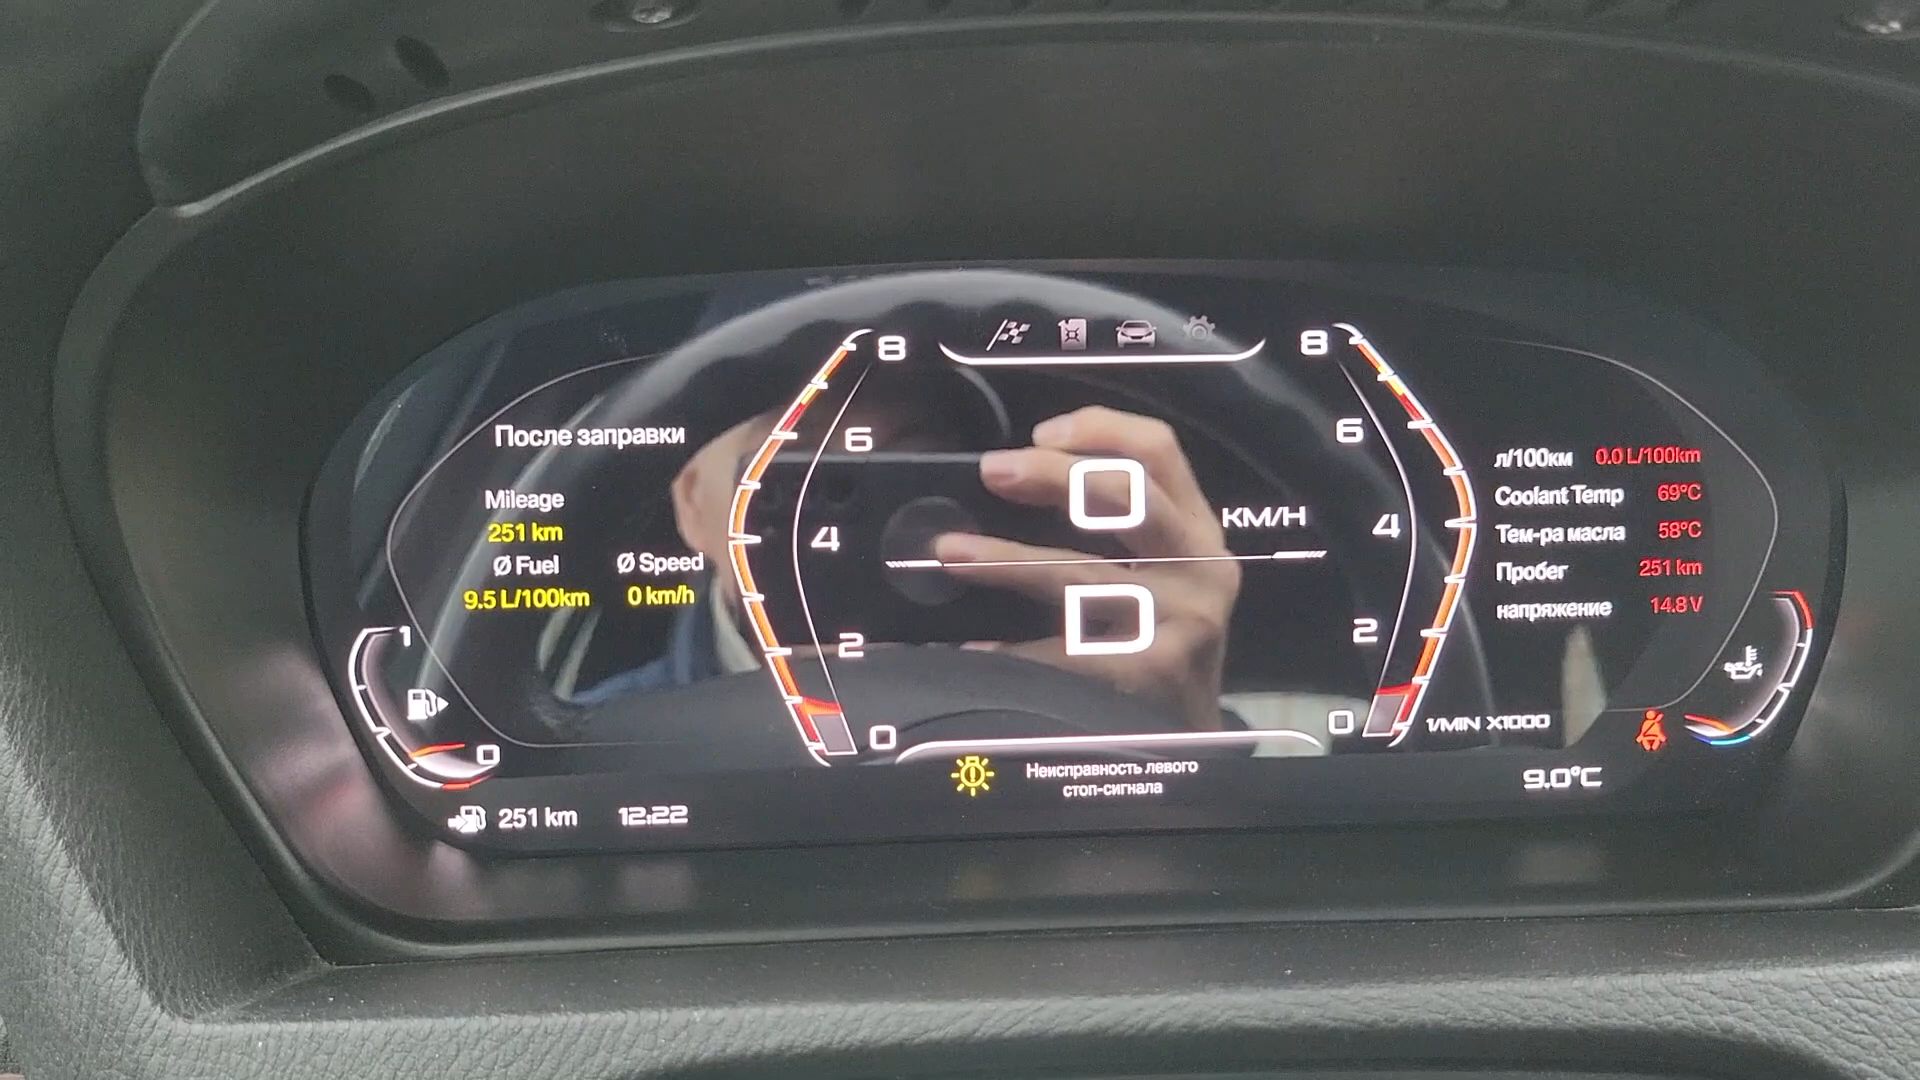 После заправки
Mileage
251 km
Ø Fuel Ø Speed
9.5 L/100km 0 km/h
1
0
251 km 12:22
8
6
4
2
0
0 KM/H
D
Неисправность левого
стоп-сигнала
8
6
4
2
0
1/MIN X1000
л/100км 0.0 L/100km
Coolant Temp 69°C
Тем-ра масла 58°C
Пробег 251 km
напряжение 14.8 V
9.0°C